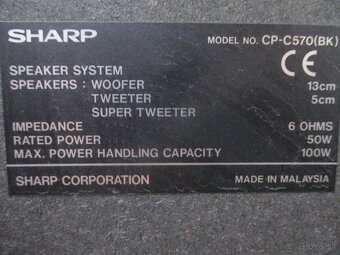 SHARP MODEL NO. CP-C570(BK)
CE
SPEAKER SYSTEM
SPEAKERS : WOOFER 13cm
TWEETER 5cm
SUPER TWEETER
IMPEDANCE 6 OHMS
RATED POWER 50W
MAX. POWER HANDLING CAPACITY 100W
SHARP CORPORATION MADE IN MALAYSIA